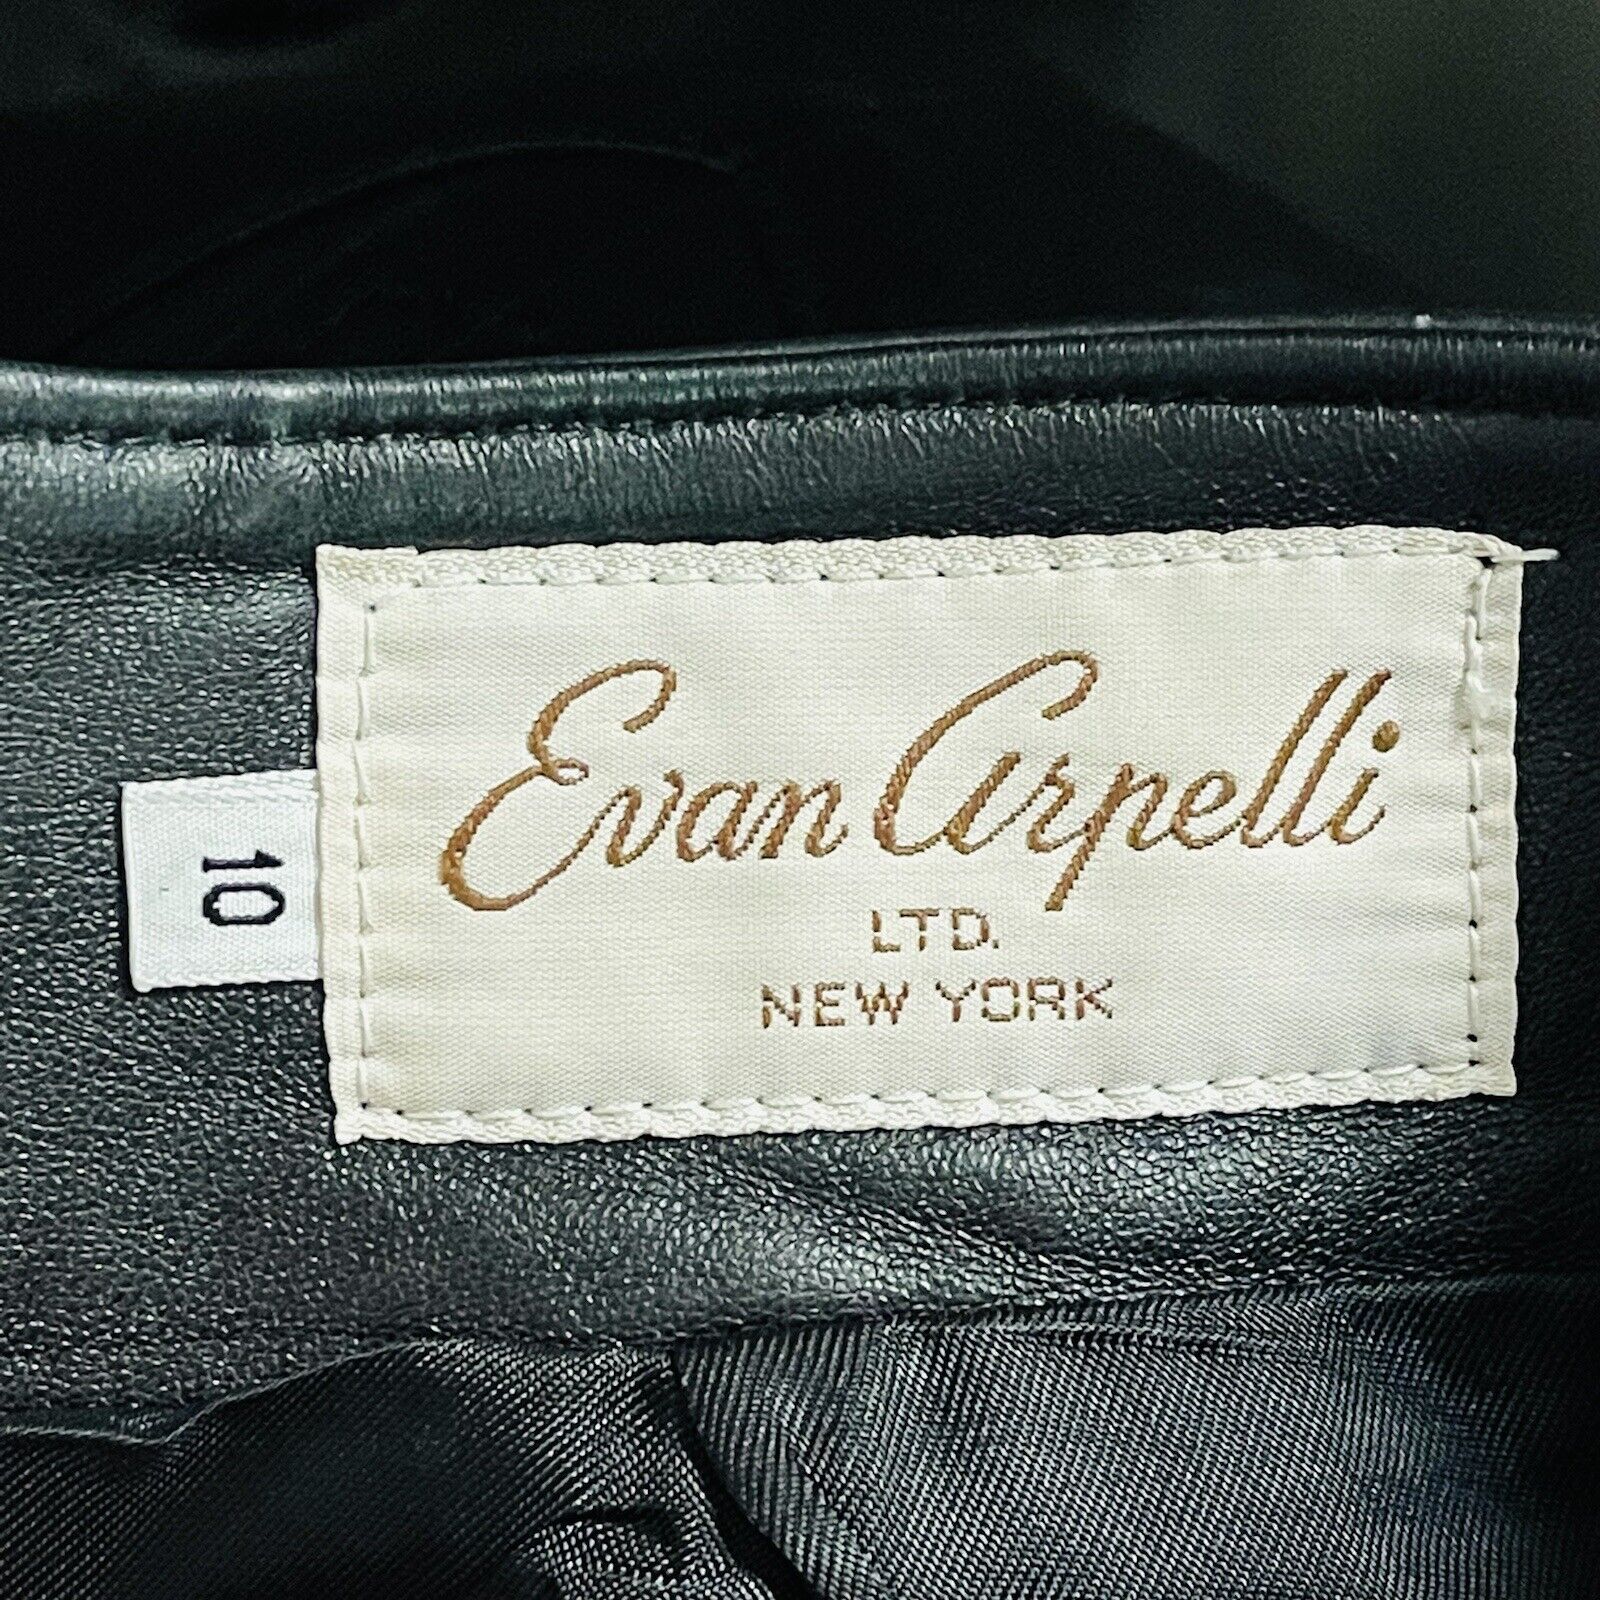 Evan Arpelli
LTD.
NEW YORK
10